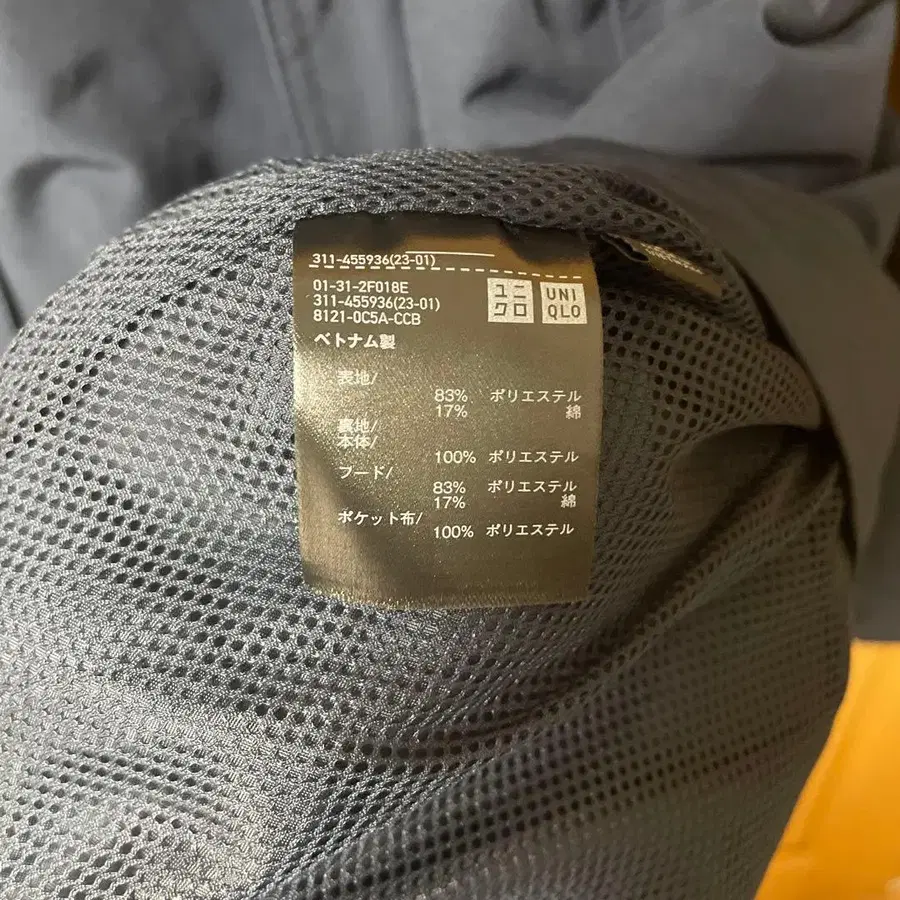 311-455936(23-01)
01-31-2F018E
311-455936(23-01)
8121-0C5A-CCB
ユニクロ
UNIQLO
ベトナム製
表地/
83% ポリエステル
17% 綿
裏地/
本体/
100% ポリエステル
フード/
83% ポリエステル
17% 綿
ポケット布/
100% ポリエステル